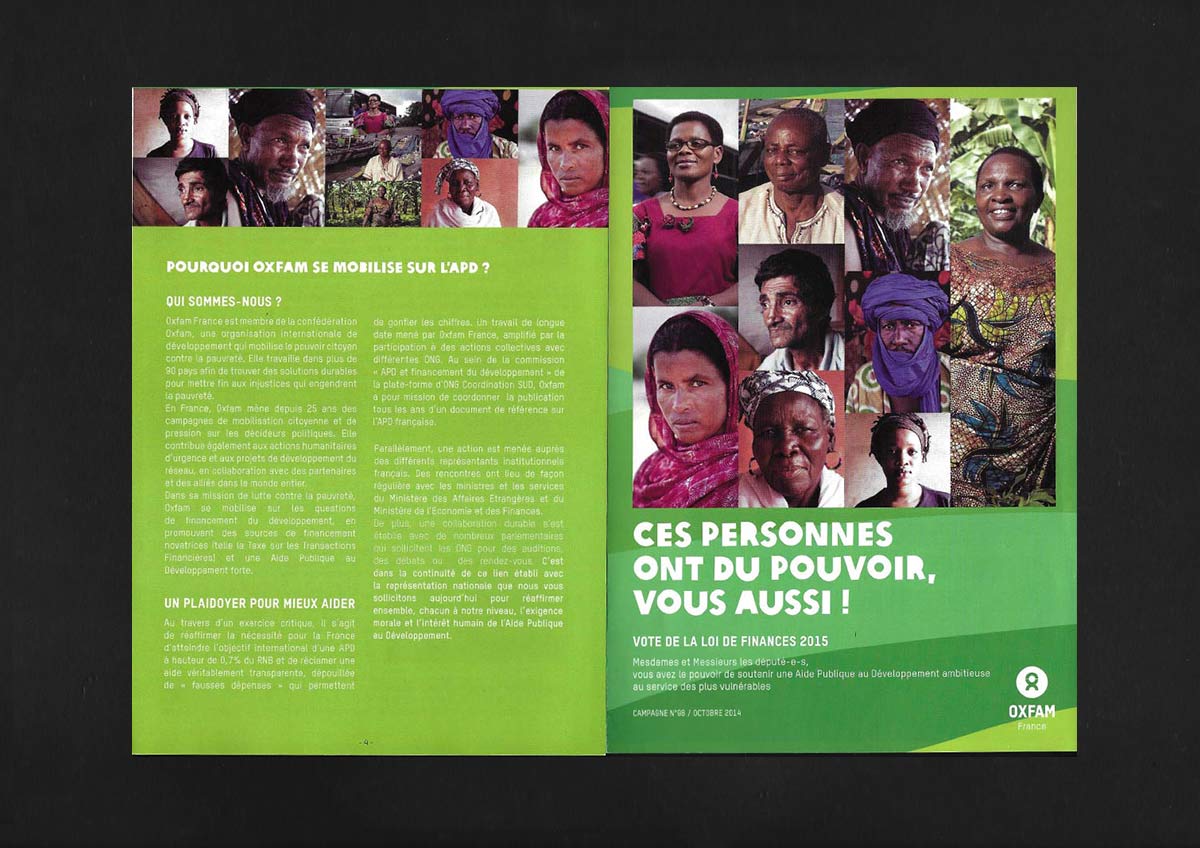 POURQUOI OXFAM SE MOBILISE SUR L'APD ?
QUI SOMMES-NOUS ?
Oxfam France est membre de la confédération
Oxfam, une organisation internationale de
développement qui mobilise le pouvoir citoyen
contre la pauvreté. Elle travaille dans plus de
90 pays afin de trouver des solutions durables
pour mettre fin aux injustices qui engendrent
la pauvreté.
En France, Oxfam mène depuis 25 ans des
campagnes de mobilisation citoyenne et de
pression sur les décideurs politiques. Elle
contribue également aux actions humanitaires
d'urgence et aux projets de développement du
réseau, en collaboration avec des partenaires
et des alliés dans le monde entier.
Dans sa mission de lutte contre la pauvreté,
Oxfam se mobilise sur les questions
de financement du développement, en
promouvant des sources de financement
novatrices (telle la Taxe sur les Transactions
Financières) et une Aide Publique au
Développement forte.
UN PLAIDOYER POUR MIEUX AIDER
Au travers d'un exercice critique, il s'agit
de réaffirmer la nécessité pour la France
d'atteindre l'objectif international d'une APD
à hauteur de 0,7% du RNB et de réclamer une
aide véritablement transparente, dépouillée
de « fausses dépenses » qui permettent
de gonfler les chiffres. Un travail de longue
date mené par Oxfam France, amplifié par la
participation à des actions collectives avec
différentes ONG. Au sein de la commission
« APD et financement du développement » de
la plate-forme d'ONG Coordination SUD, Oxfam
a pour mission de coordonner la publication
tous les ans d'un document de référence sur
l'APD française.
Parallèlement, une action est menée auprès
des différents représentants institutionnels
français. Des rencontres ont lieu de façon
régulière avec les ministres et les services
du Ministère des Affaires Etrangères et du
Ministère de l'Economie et des Finances.
De plus, une collaboration durable s'est
établie avec de nombreux parlementaires
qui sollicitent les ONG pour des auditions,
des débats ou des rendez-vous. C'est
dans la continuité de ce lien établi avec
la représentation nationale que nous vous
sollicitons aujourd'hui pour réaffirmer
ensemble, chacun à notre niveau, l'exigence
morale et l'intérêt humain de l'Aide Publique
au Développement.
- 4 -
CES PERSONNES
ONT DU POUVOIR,
VOUS AUSSI !
VOTE DE LA LOI DE FINANCES 2015
Mesdames et Messieurs les député-e-s,
vous avez le pouvoir de soutenir une Aide Publique au Développement ambitieuse
au service des plus vulnérables
CAMPAGNE N°98 / OCTOBRE 2014
OXFAM
France